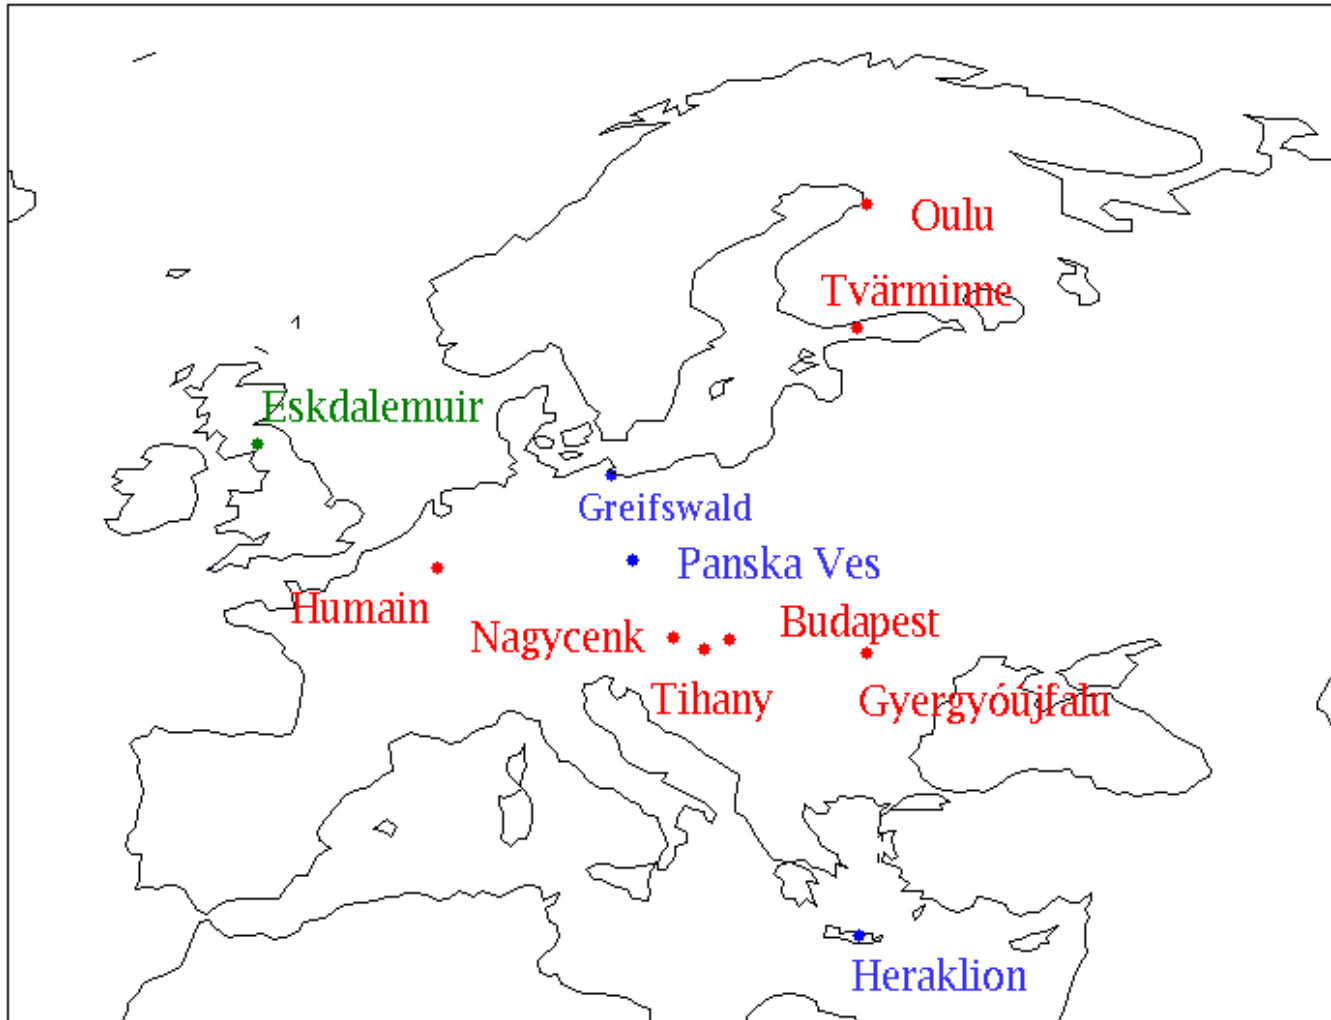 Oulu
Tvärminne
Eskdalemuir
Greifswald
Panska Ves
Humain
Budapest
Nagycenk
Tihany
Gyergyóújfalu
Heraklion